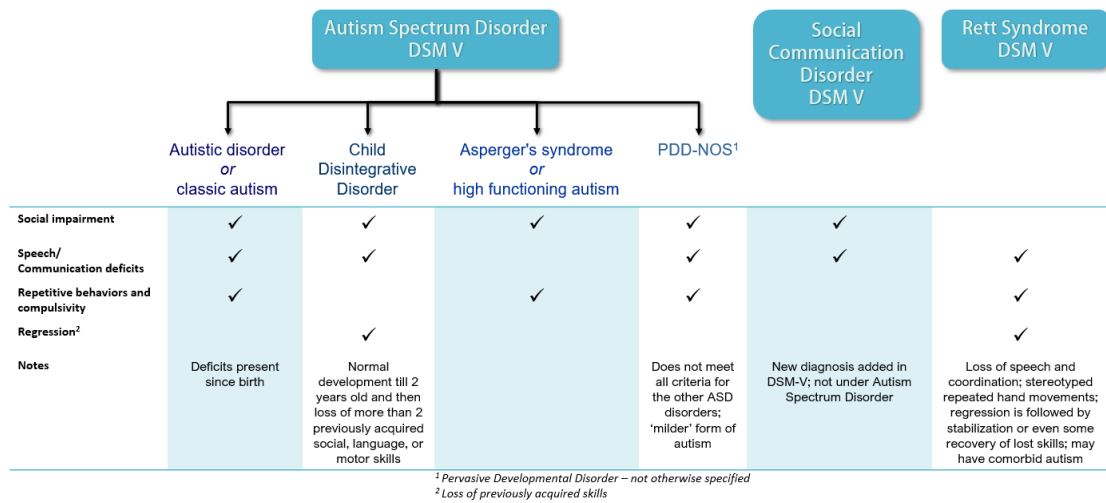 Autism Spectrum Disorder
DSM V
Social
Communication
Disorder
DSM V
Rett Syndrome
DSM V
Autistic disorder
or
classic autism
Child
Disintegrative
Disorder
Asperger's syndrome
or
high functioning autism
PDD-NOS¹
Social impairment
✓ ✓ ✓ ✓ ✓
Speech/
Communication deficits
✓ ✓ ✓ ✓ ✓
Repetitive behaviors and
compulsivity
✓ ✓ ✓ ✓
Regression²
✓ ✓
Notes
Deficits present
since birth
Normal
development till 2
years old and then
loss of more than 2
previously acquired
social, language, or
motor skills
Does not meet
all criteria for
the other ASD
disorders;
'milder' form of
autism
New diagnosis added in
DSM-V; not under Autism
Spectrum Disorder
Loss of speech and
coordination; stereotyped
repeated hand movements;
regression is followed by
stabilization or even some
recovery of lost skills; may
have comorbid autism
¹ Pervasive Developmental Disorder – not otherwise specified
² Loss of previously acquired skills